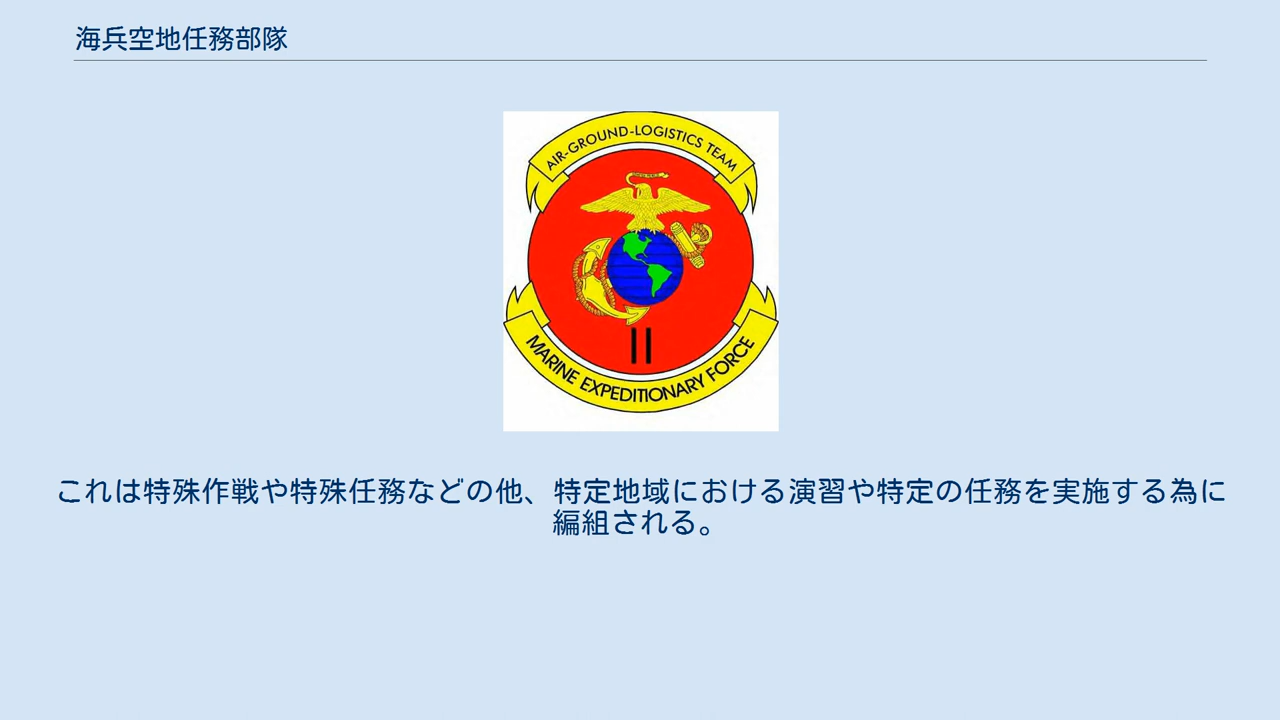 海兵空地任務部隊
AIR-GROUND-LOGISTICS TEAM
II
MARINE EXPEDITIONARY FORCE
これは特殊作戦や特殊任務などの他、特定地域における演習や特定の任務を実施する為に
編組される。